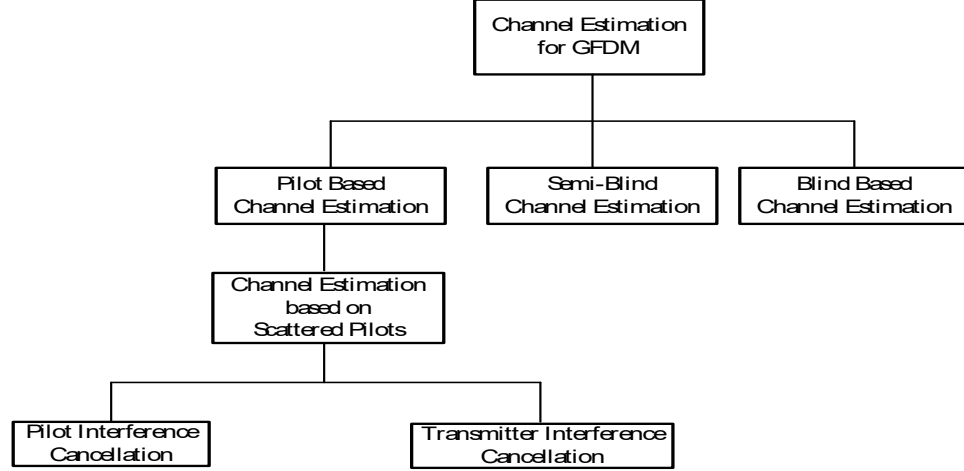 Channel Estimation
for GFDM
Pilot Based
Channel Estimation
Semi-Blind
Channel Estimation
Blind Based
Channel Estimation
Channel Estimation
based on
Scattered Pilots
Pilot Interference
Cancellation
Transmitter Interference
Cancellation